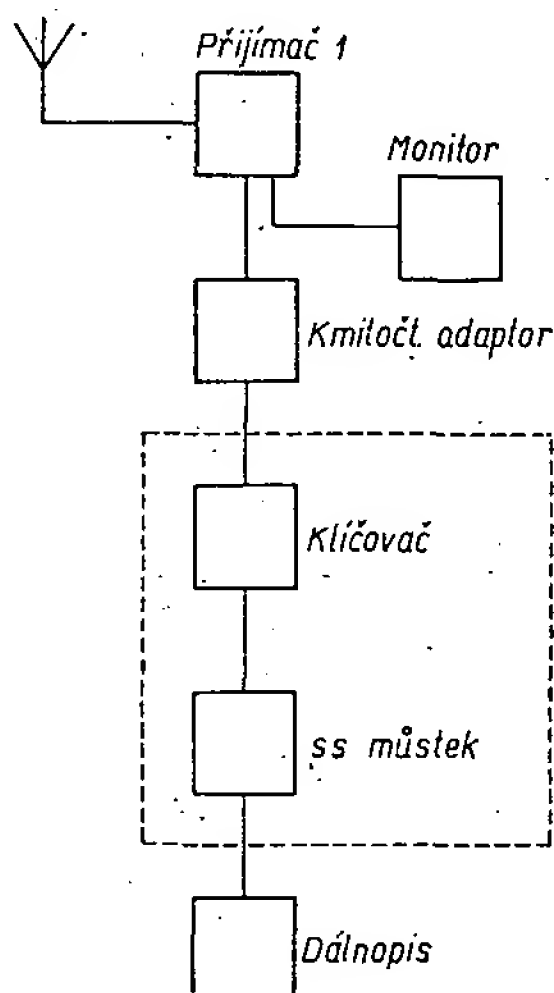 Přijímač 1
Monitor
Kmitočt. adaptor
Klíčovač
ss můstek
Dálnopis